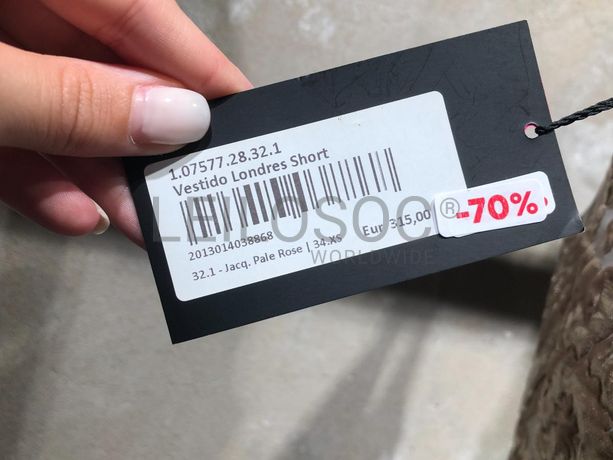 1.07577.28.32.1
Vestido Londres Short
2013014038868
Eur 315,00
-70%
32.1 - Jacq. Pale Rose | 34.XS
LEILOSOC®
WORLDWIDE